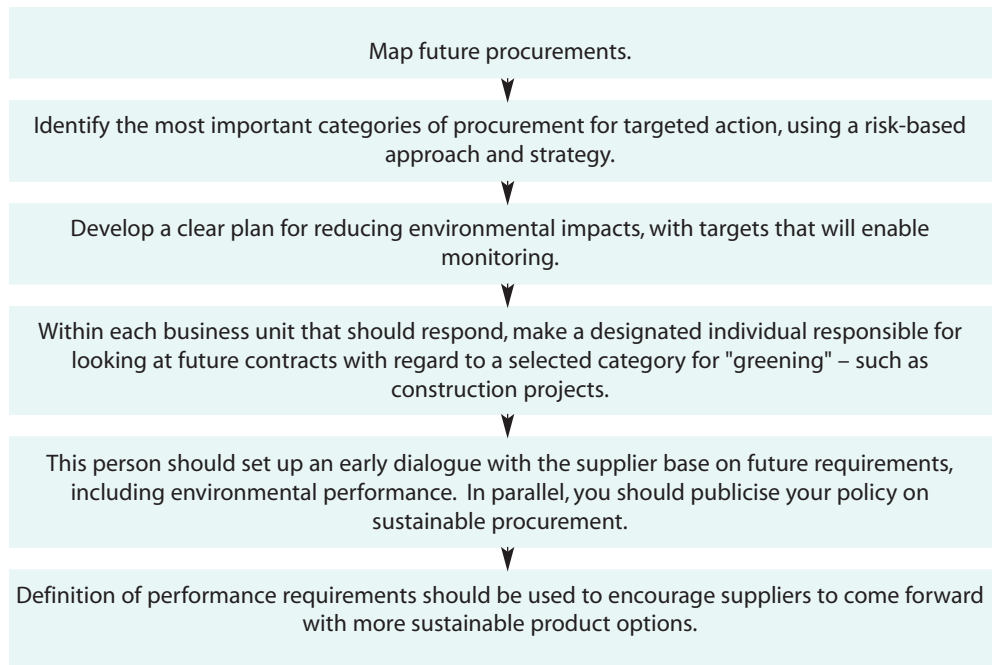 Map future procurements.
Identify the most important categories of procurement for targeted action, using a risk-based
approach and strategy.
Develop a clear plan for reducing environmental impacts, with targets that will enable
monitoring.
Within each business unit that should respond, make a designated individual responsible for
looking at future contracts with regard to a selected category for "greening" – such as
construction projects.
This person should set up an early dialogue with the supplier base on future requirements,
including environmental performance.  In parallel, you should publicise your policy on
sustainable procurement.
Definition of performance requirements should be used to encourage suppliers to come forward
with more sustainable product options.